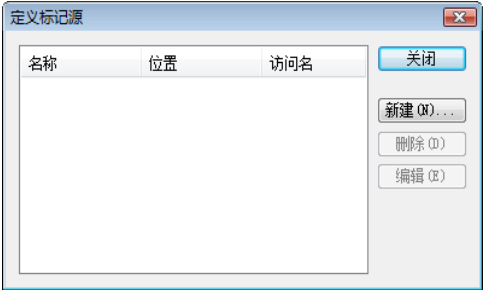 定义标记源
名称 位置 访问名
关闭
新建(N)...
删除(D)
编辑(E)